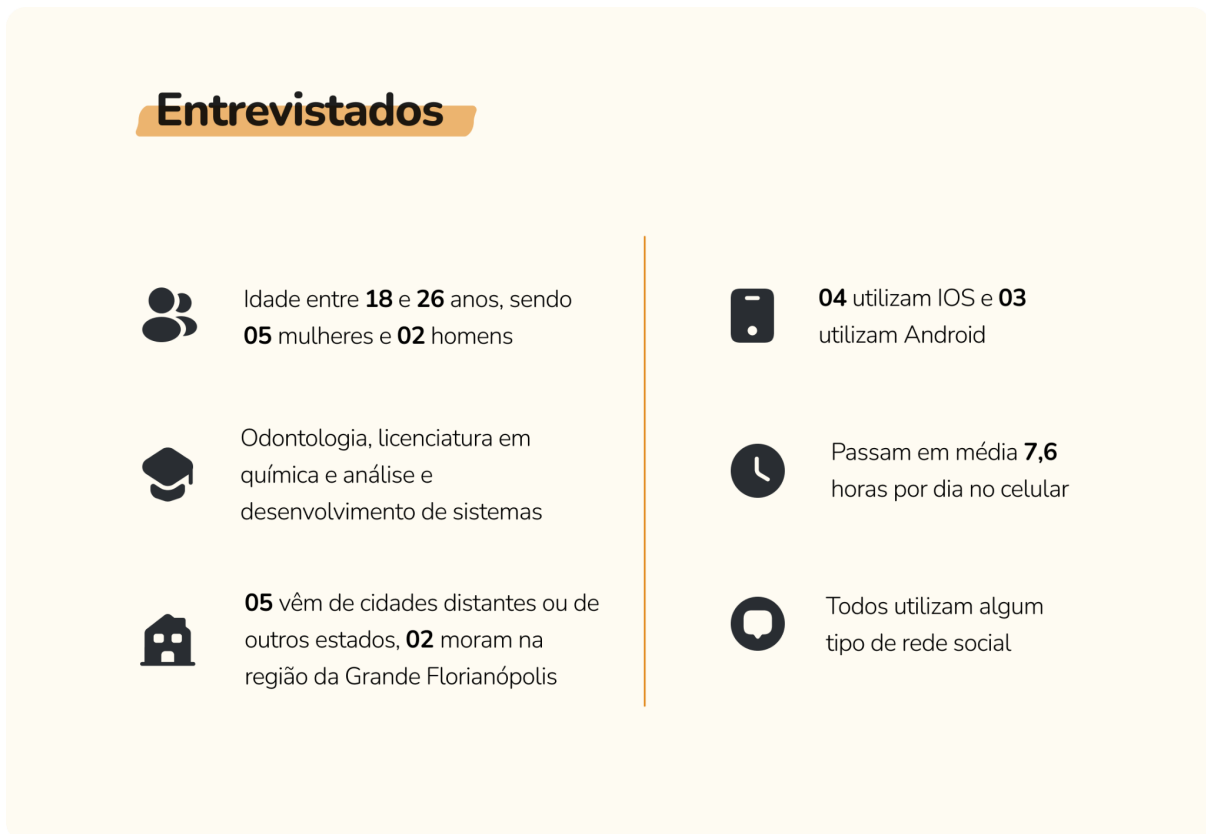 Entrevistados
Idade entre 18 e 26 anos, sendo
05 mulheres e 02 homens
Odontologia, licenciatura em
química e análise e
desenvolvimento de sistemas
05 vêm de cidades distantes ou de
outros estados, 02 moram na
região da Grande Florianópolis
04 utilizam IOS e 03
utilizam Android
Passam em média 7,6
horas por dia no celular
Todos utilizam algum
tipo de rede social